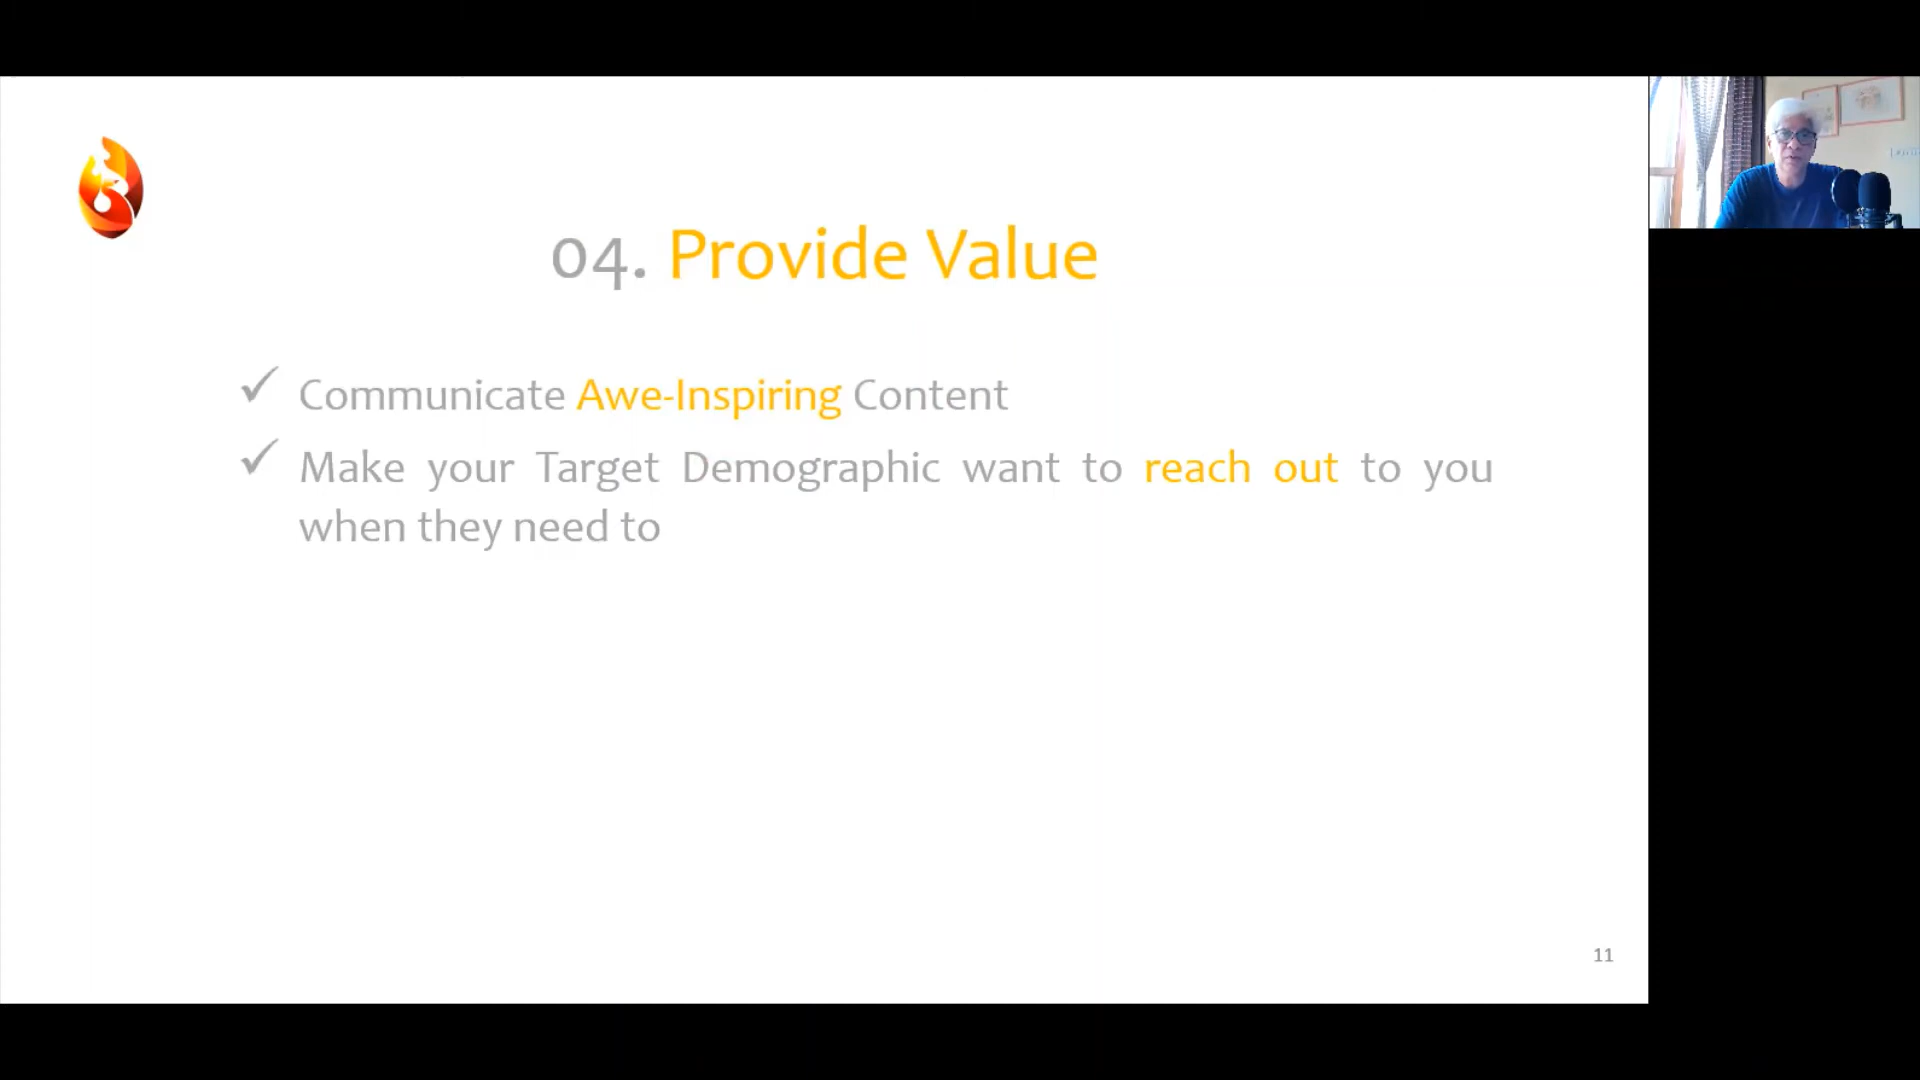 04. Provide Value
✓ Communicate Awe-Inspiring Content
✓ Make your Target Demographic want to reach out to you
when they need to
11